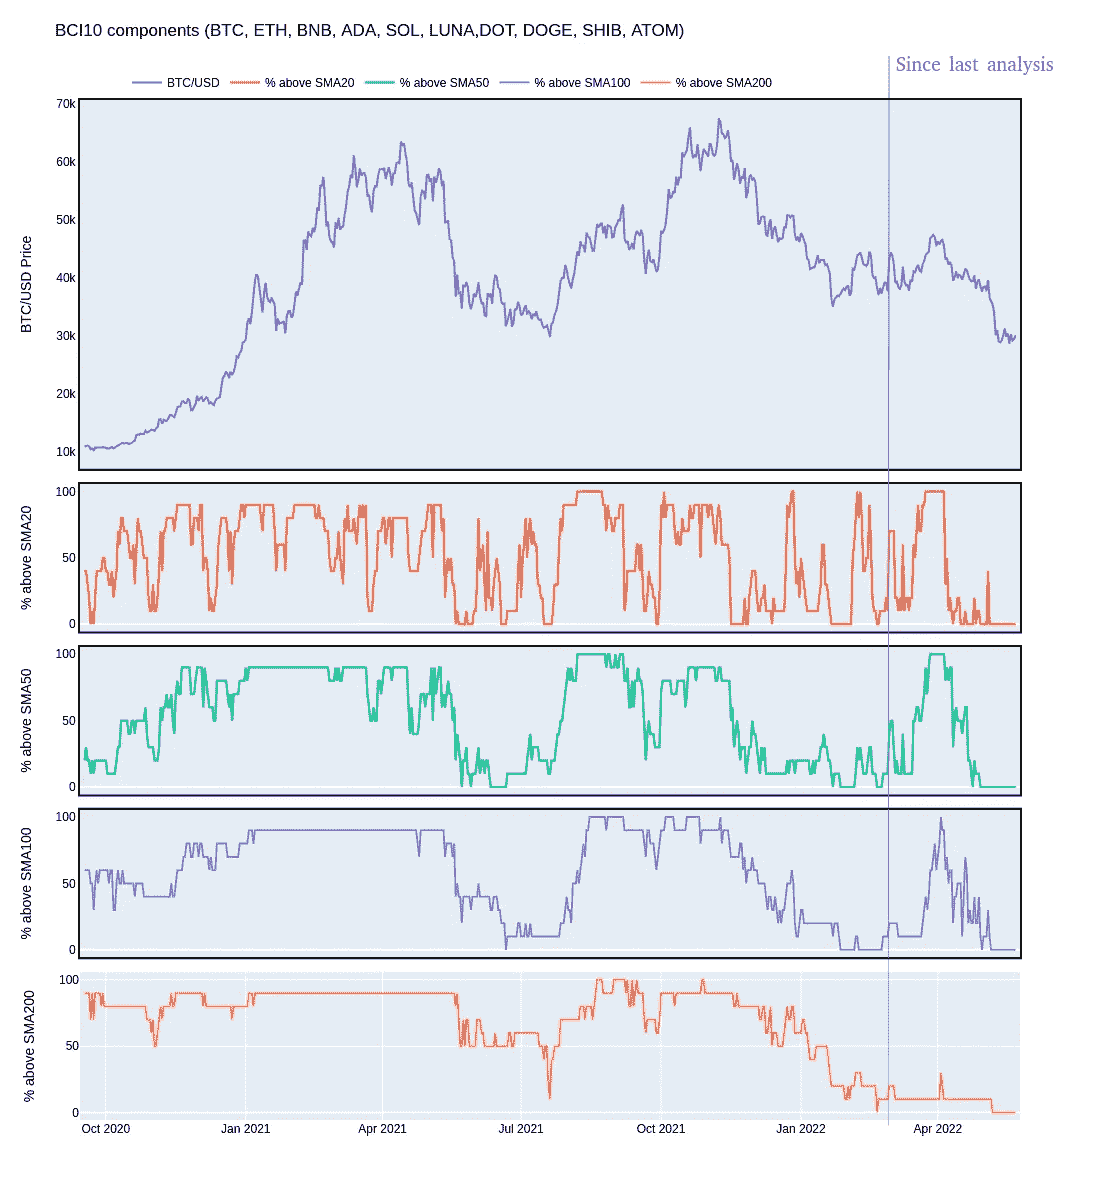 BCI10 components (BTC, ETH, BNB, ADA, SOL, LUNA,DOT, DOGE, SHIB, ATOM)
Since last analysis
BTC/USD % above SMA20 % above SMA50 % above SMA100 % above SMA200
BTC/USD Price
70k
60k
50k
40k
30k
20k
10k
% above SMA20
100
50
0
% above SMA50
100
50
0
% above SMA100
100
50
0
% above SMA200
100
50
0
Oct 2020 Jan 2021 Apr 2021 Jul 2021 Oct 2021 Jan 2022 Apr 2022